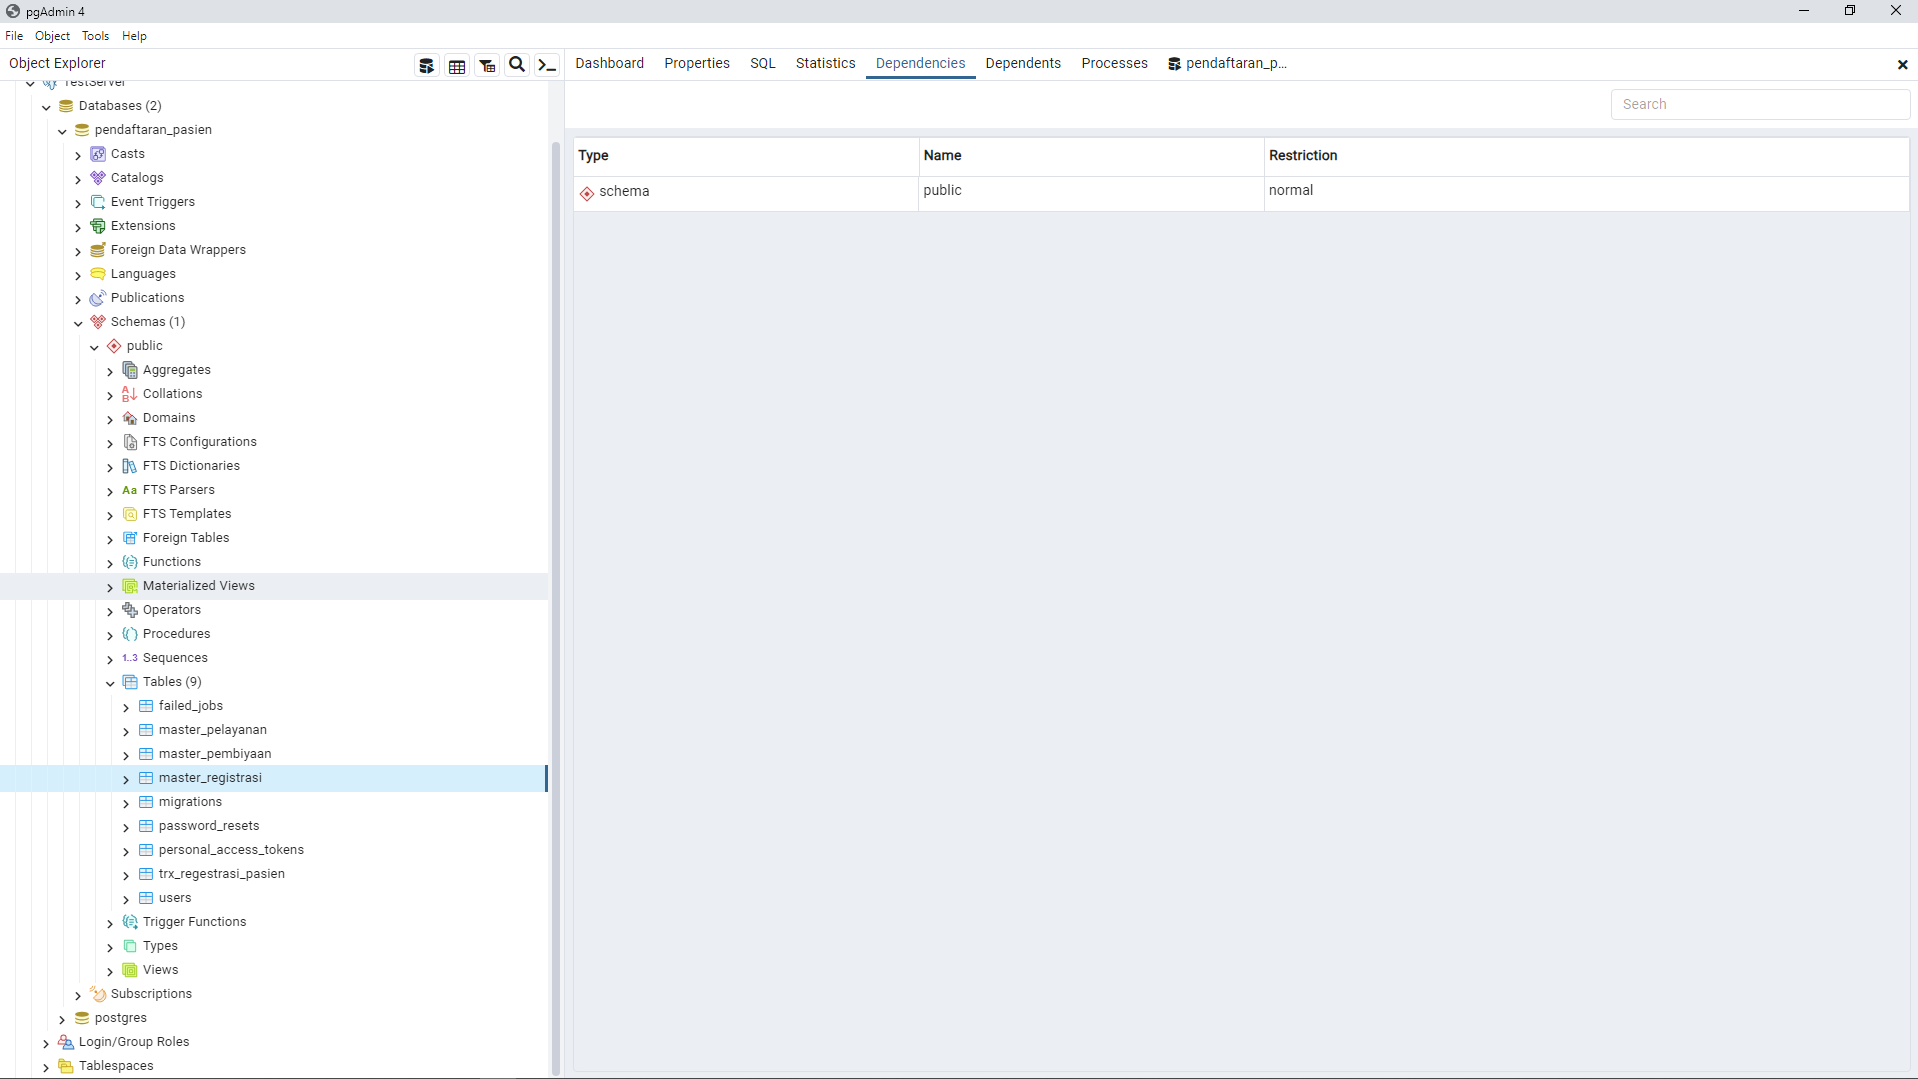 pgAdmin 4
File Object Tools Help
Object Explorer
Dashboard Properties SQL Statistics Dependencies Dependents Processes pendaftaran_p...
Search
TestServer
Databases (2)
pendaftaran_pasien
Casts
Catalogs
Event Triggers
Extensions
Foreign Data Wrappers
Languages
Publications
Schemas (1)
public
Aggregates
Collations
Domains
FTS Configurations
FTS Dictionaries
Aa FTS Parsers
FTS Templates
Foreign Tables
Functions
Materialized Views
Operators
Procedures
1..3 Sequences
Tables (9)
failed_jobs
master_pelayanan
master_pembiyaan
master_registrasi
migrations
password_resets
personal_access_tokens
trx_regestrasi_pasien
users
Trigger Functions
Types
Views
Subscriptions
postgres
Login/Group Roles
Tablespaces
Type Name Restriction
schema public normal